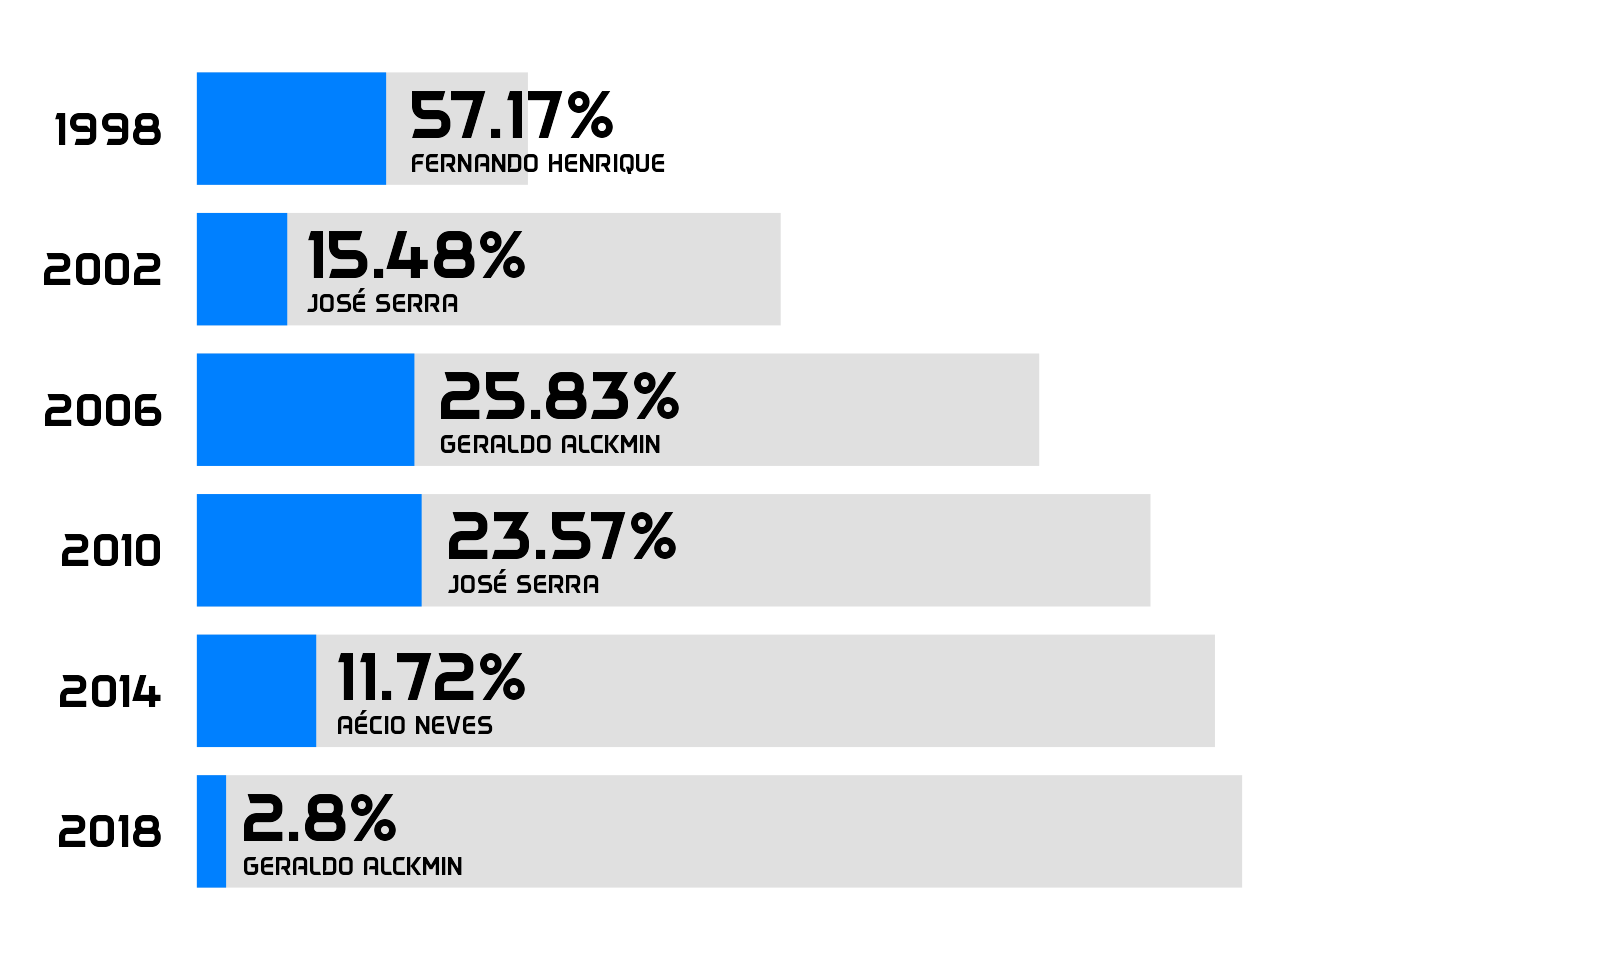 1998
57.17%
FERNANDO HENRIQUE
2002
15.48%
JOSÉ SERRA
2006
25.83%
GERALDO ALCKMIN
2010
23.57%
JOSÉ SERRA
2014
11.72%
AÉCIO NEVES
2018
2.8%
GERALDO ALCKMIN